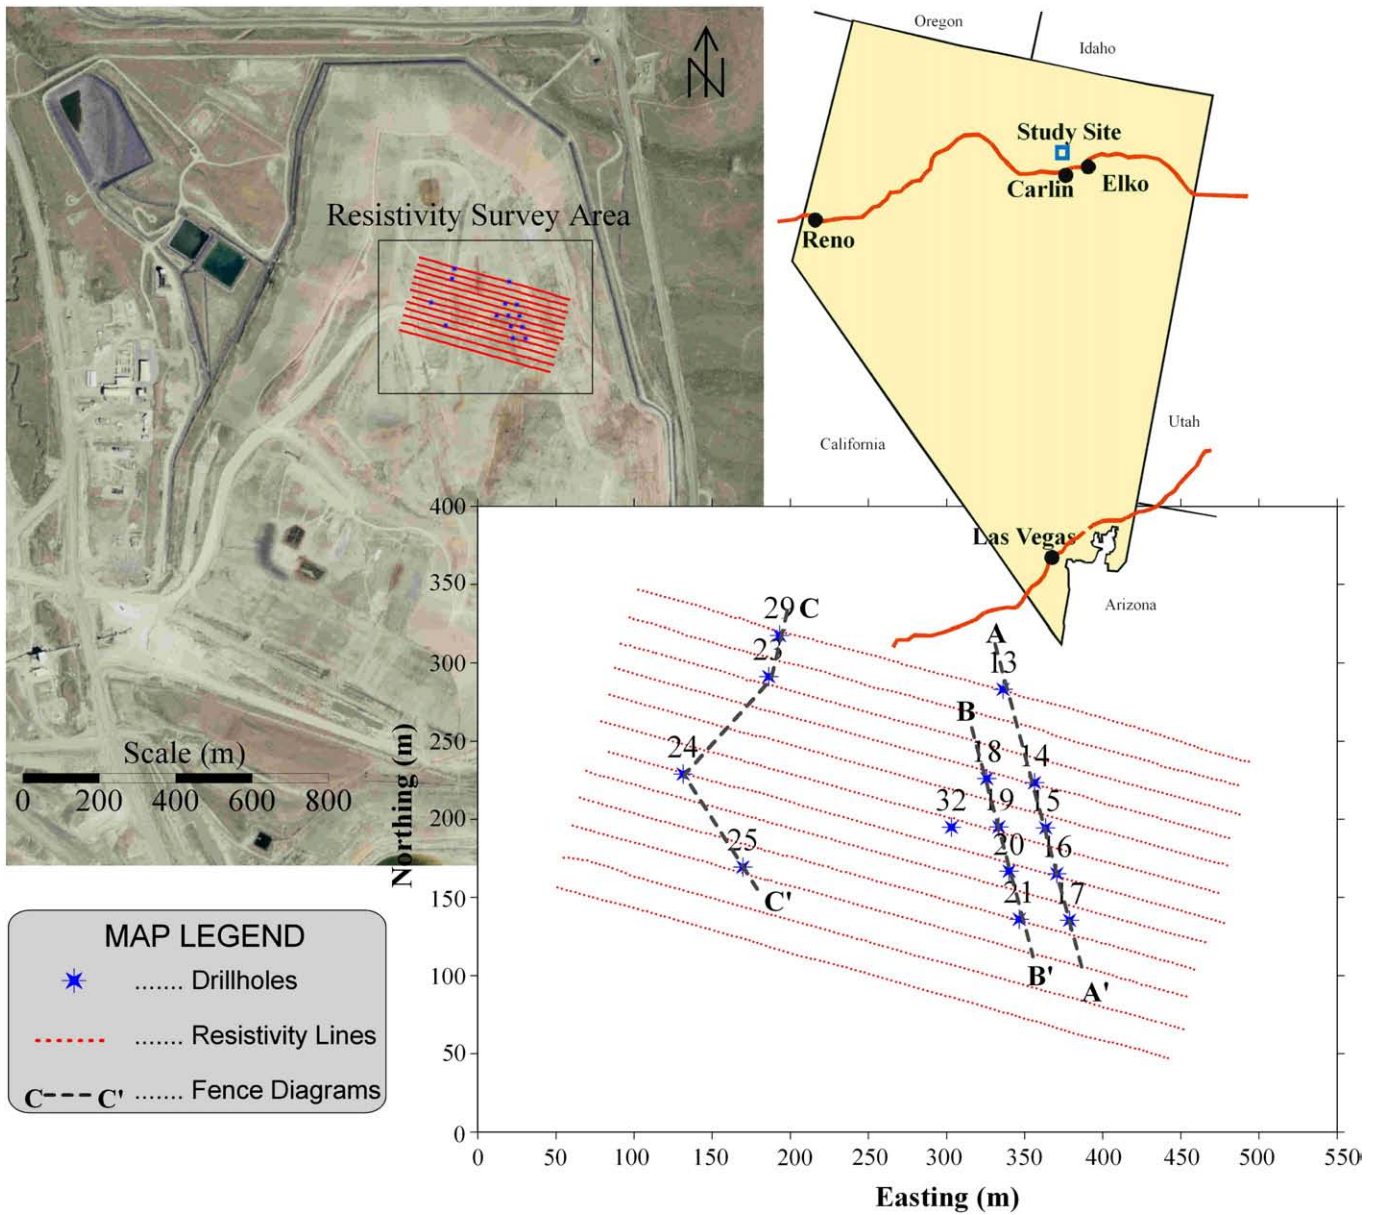 Oregon
Idaho
Study Site
Carlin
Elko
Reno
Resistivity Survey Area
California
Utah
Las Vegas
Arizona
Scale (m)
0 200 400 600 800
MAP LEGEND
....... Drillholes
....... Resistivity Lines
C C' ....... Fence Diagrams
Northing (m)
400
350
300
250
200
150
100
50
0
29 C
23
24
25
C'
A
13
B
18 14
32 19 15
20 16
21 17
B'
A'
0 50 100 150 200 250 300 350 400 450 500 550
Easting (m)